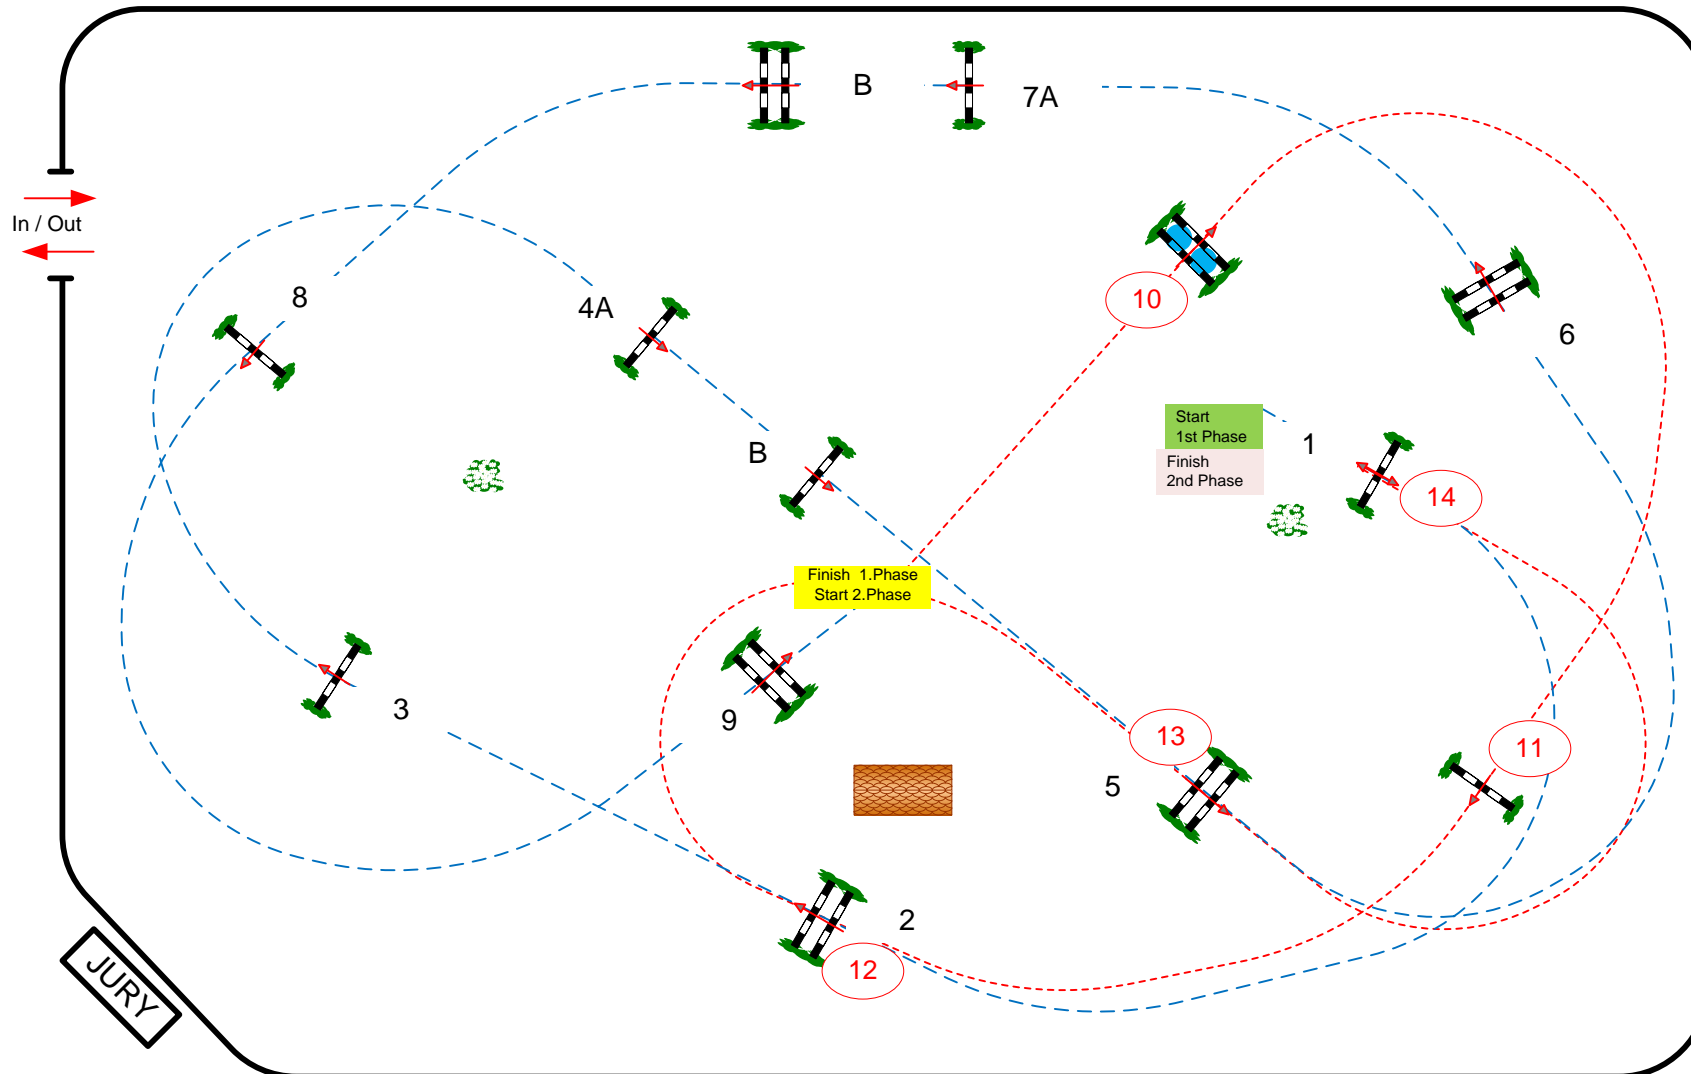 B
7A
In / Out
8
4A
10
6
Start
1st Phase
Finish
2nd Phase
1
B
14
Finish 1.Phase
Start 2.Phase
3
9
13
11
5
2
12
JURY